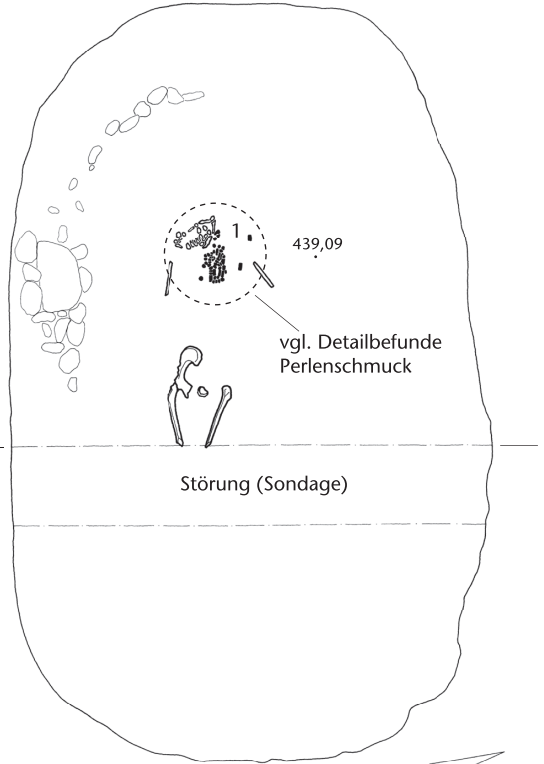 1
439,09
vgl. Detailbefunde
Perlenschmuck
Störung (Sondage)